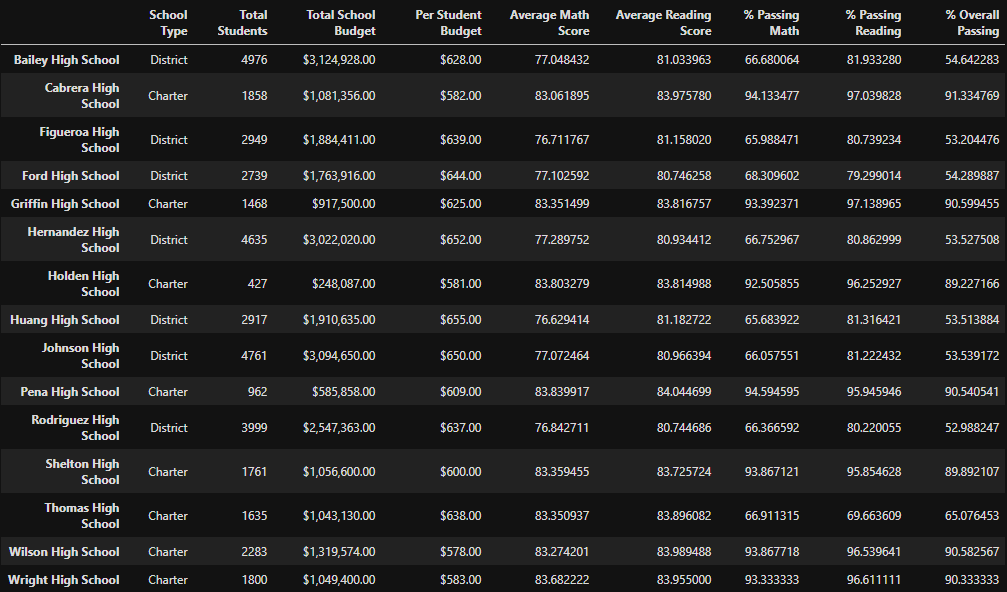 School Type Total Students Total School Budget Per Student Budget Average Math Score Average Reading Score % Passing Math % Passing Reading % Overall Passing
Bailey High School District 4976 $3,124,928.00 $628.00 77.048432 81.033963 66.680064 81.933280 54.642283
Cabrera High School Charter 1858 $1,081,356.00 $582.00 83.061895 83.975780 94.133477 97.039828 91.334769
Figueroa High School District 2949 $1,884,411.00 $639.00 76.711767 81.158020 65.988471 80.739234 53.204476
Ford High School District 2739 $1,763,916.00 $644.00 77.102592 80.746258 68.309602 79.299014 54.289887
Griffin High School Charter 1468 $917,500.00 $625.00 83.351499 83.816757 93.392371 97.138965 90.599455
Hernandez High School District 4635 $3,022,020.00 $652.00 77.289752 80.934412 66.752967 80.862999 53.527508
Holden High School Charter 427 $248,087.00 $581.00 83.803279 83.814988 92.505855 96.252927 89.227166
Huang High School District 2917 $1,910,635.00 $655.00 76.629414 81.182722 65.683922 81.316421 53.513884
Johnson High School District 4761 $3,094,650.00 $650.00 77.072464 80.966394 66.057551 81.222432 53.539172
Pena High School Charter 962 $585,858.00 $609.00 83.839917 84.044699 94.594595 95.945946 90.540541
Rodriguez High School District 3999 $2,547,363.00 $637.00 76.842711 80.744686 66.366592 80.220055 52.988247
Shelton High School Charter 1761 $1,056,600.00 $600.00 83.359455 83.725724 93.867121 95.854628 89.892107
Thomas High School Charter 1635 $1,043,130.00 $638.00 83.350937 83.896082 66.911315 69.663609 65.076453
Wilson High School Charter 2283 $1,319,574.00 $578.00 83.274201 83.989488 93.867718 96.539641 90.582567
Wright High School Charter 1800 $1,049,400.00 $583.00 83.682222 83.955000 93.333333 96.611111 90.333333